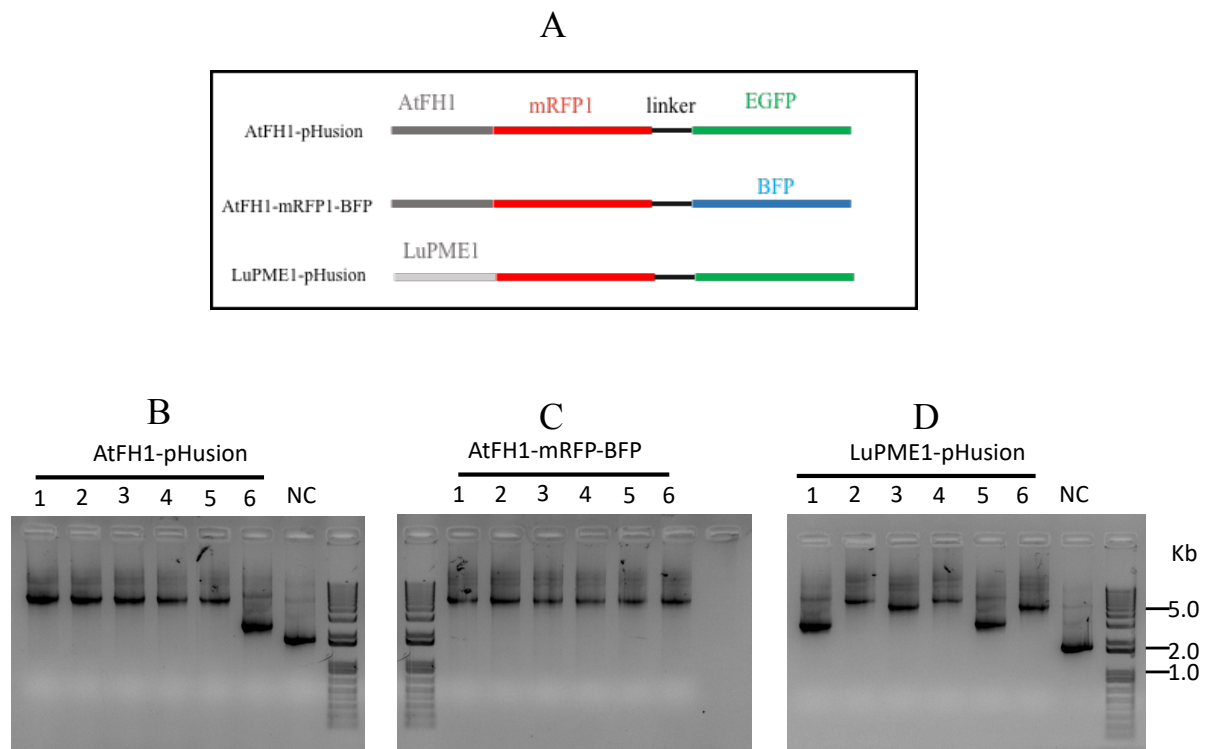 A
AtFH1 mRFP1 linker EGFP
AtFH1-pHusion
BFP
AtFH1-mRFP1-BFP
LuPME1
LuPME1-pHusion
B
AtFH1-pHusion
1 2 3 4 5 6 NC
C
AtFH1-mRFP-BFP
1 2 3 4 5 6
D
LuPME1-pHusion
1 2 3 4 5 6 NC
Kb
5.0
2.0
1.0